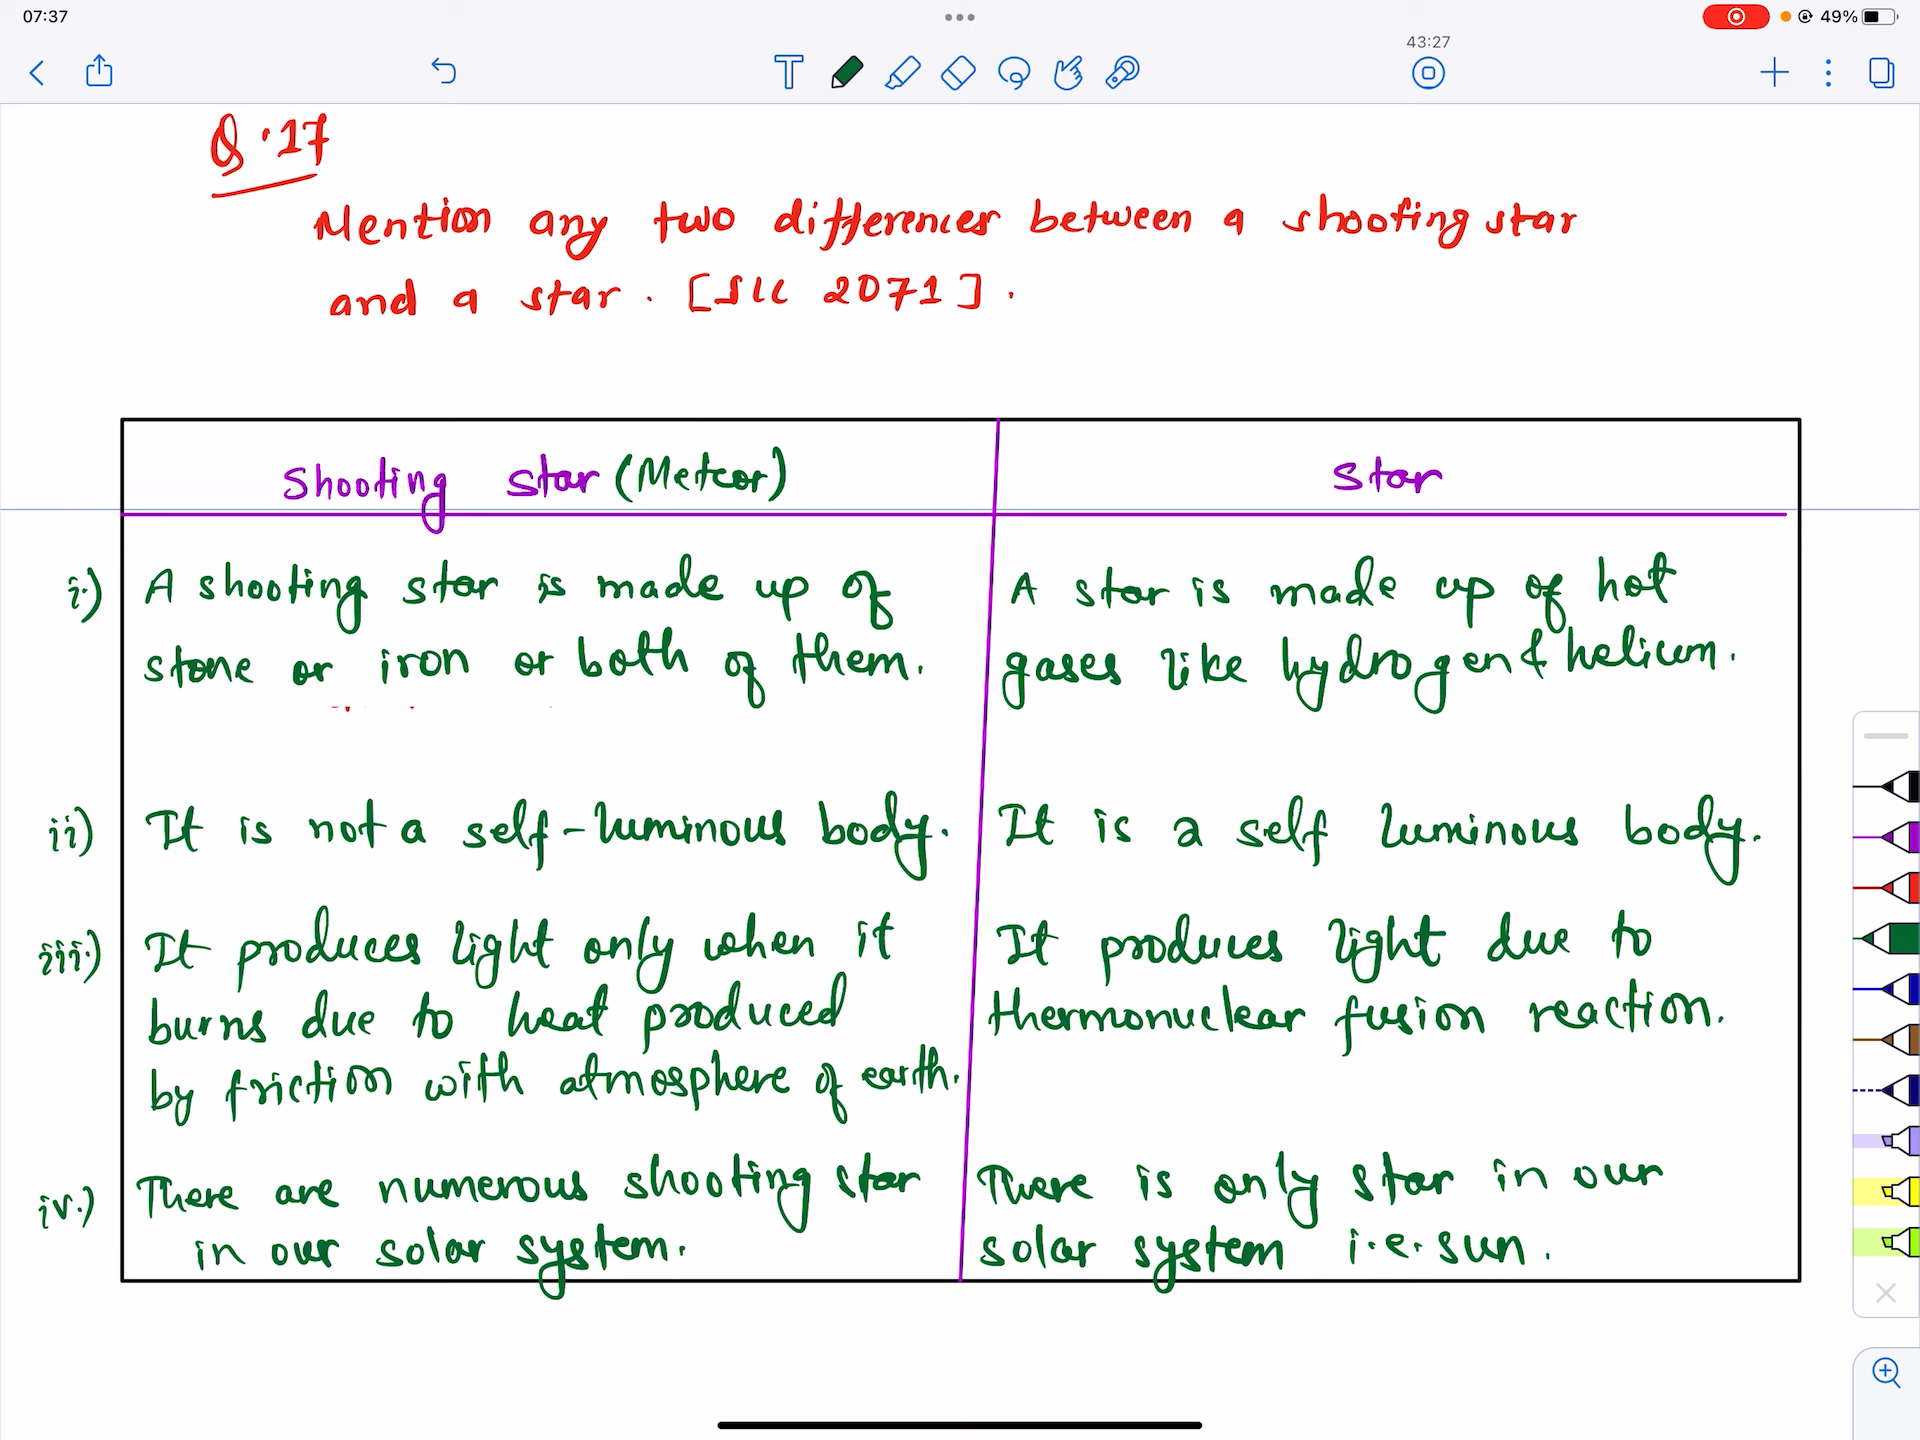 07:37
49%
43:27
T
Q.17
Mention any two differences between a shooting star
and a star. [SLC 2071].
Shooting star (Meteor)
Star
i) A shooting star is made up of
stone or iron or both of them.
A star is made up of hot
gases like hydrogen & helium.
ii) It is not a self-luminous body.
It is a self luminous body.
iii) It produces light only when it
burns due to heat produced
by friction with atmosphere of earth.
It produces light due to
thermonuclear fusion reaction.
iv.) There are numerous shooting star
in our solar system.
There is only star in our
solar system i.e. sun.